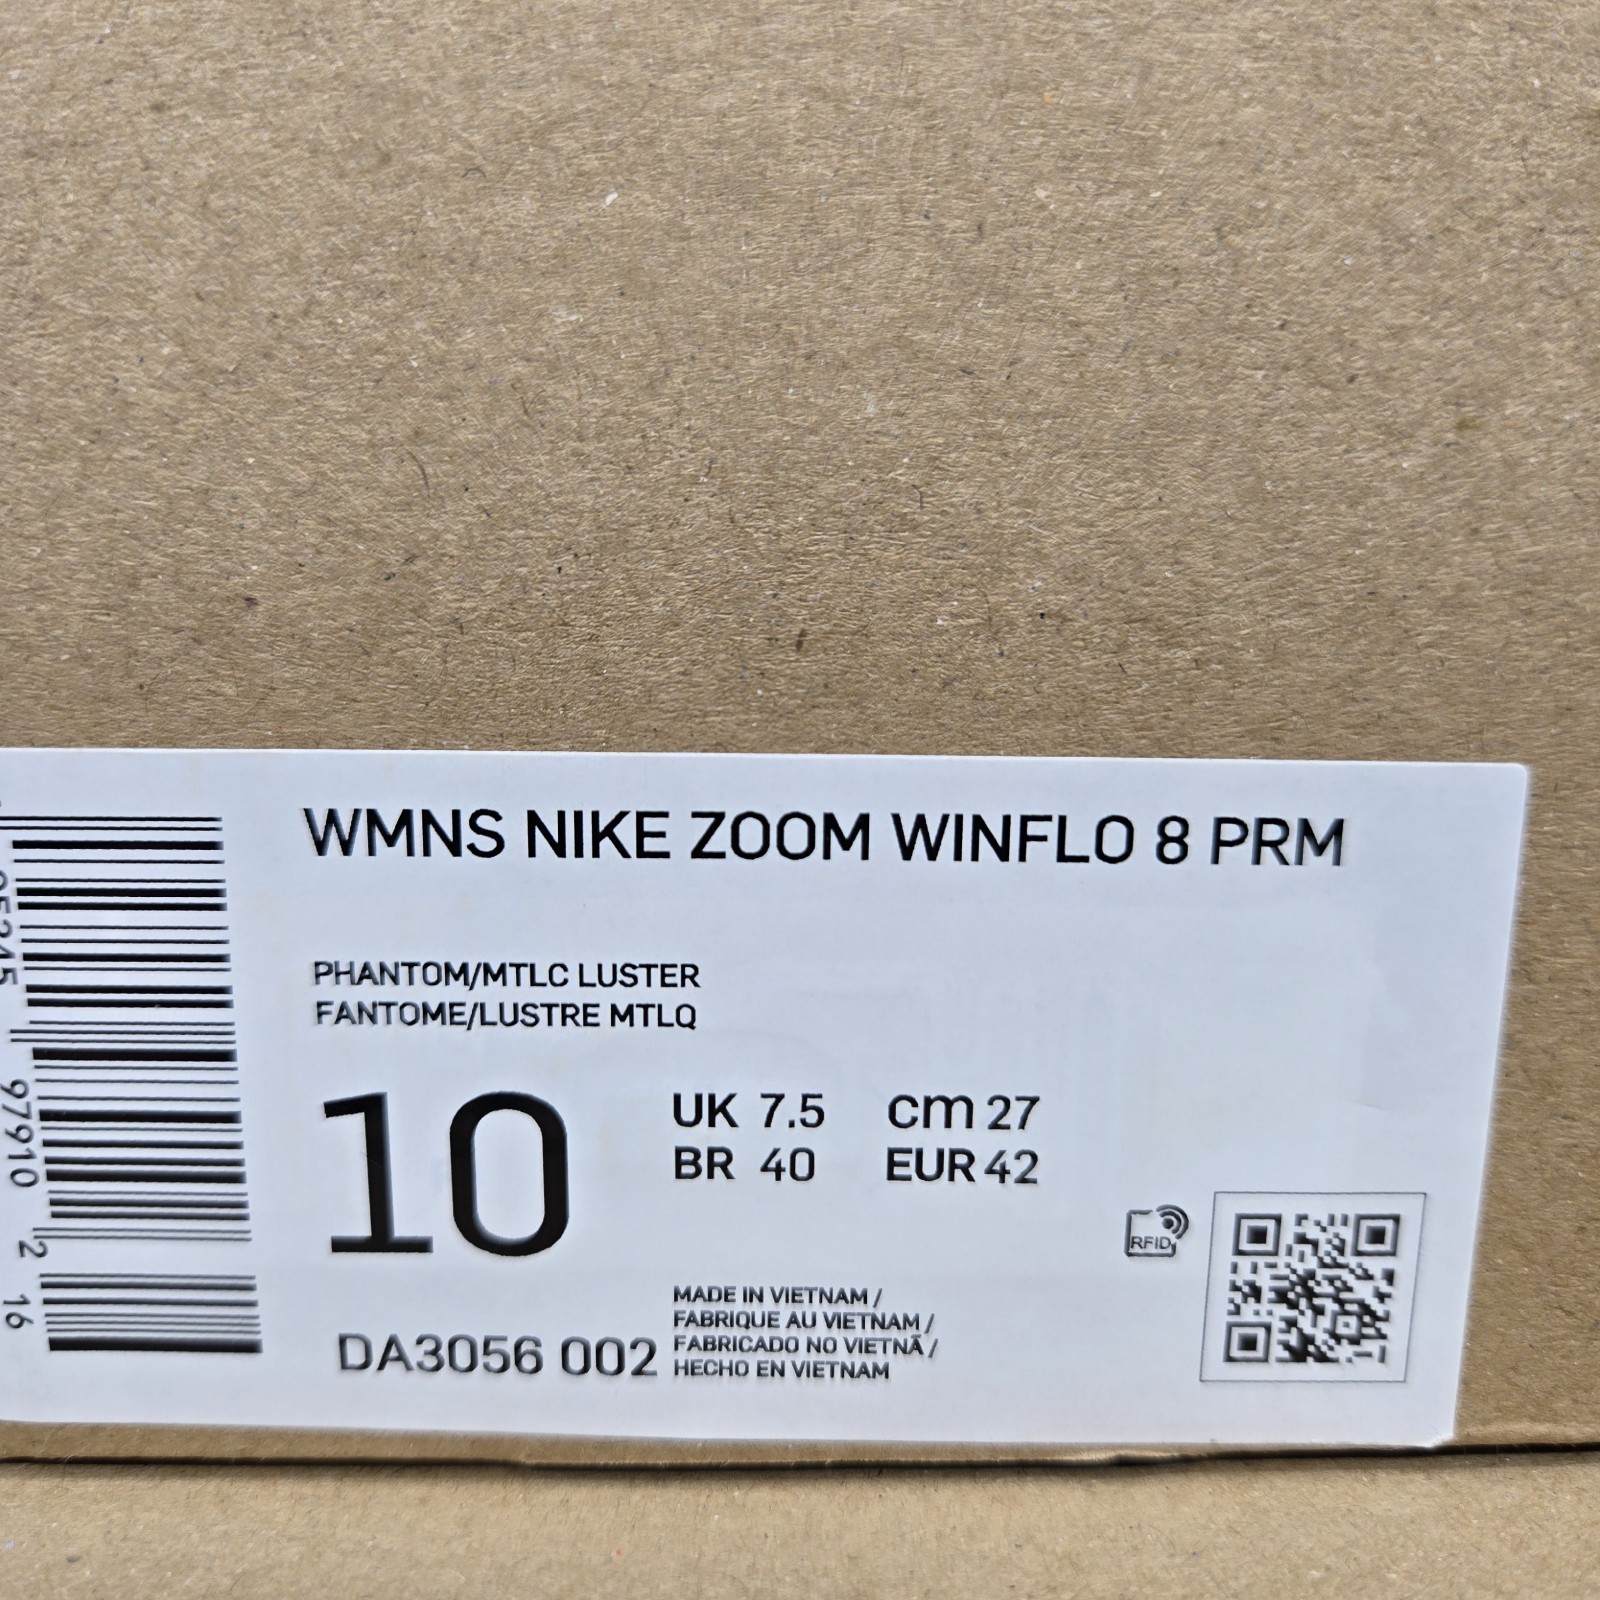 WMNS NIKE ZOOM WINFLO 8 PRM
PHANTOM/MTLC LUSTER
FANTOME/LUSTRE MTLQ
10
UK 7.5 cm 27
BR 40 EUR 42
RFID
DA3056 002
MADE IN VIETNAM /
FABRIQUE AU VIETNAM /
FABRICADO NO VIETNÃ /
HECHO EN VIETNAM
97910 2 16